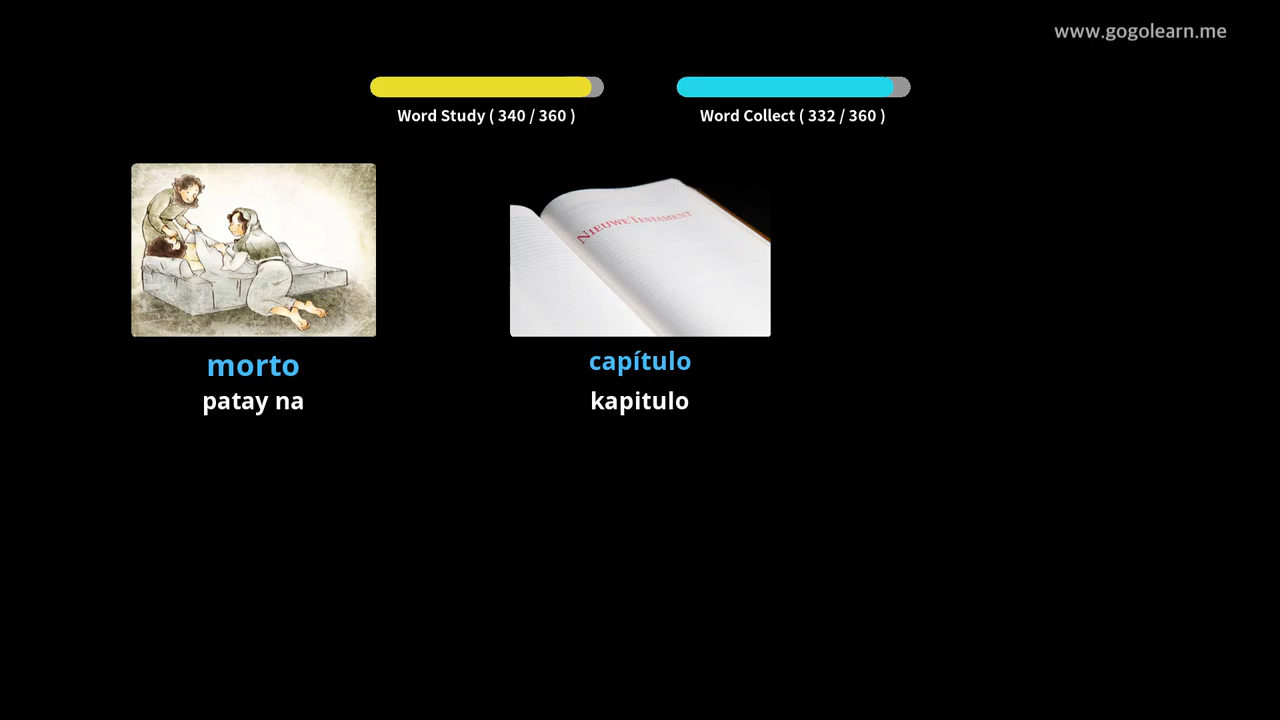 www.gogolearn.me
Word Study ( 340 / 360 )
Word Collect ( 332 / 360 )
NIEUWE TESTAMENT
morto
patay na
capítulo
kapitulo